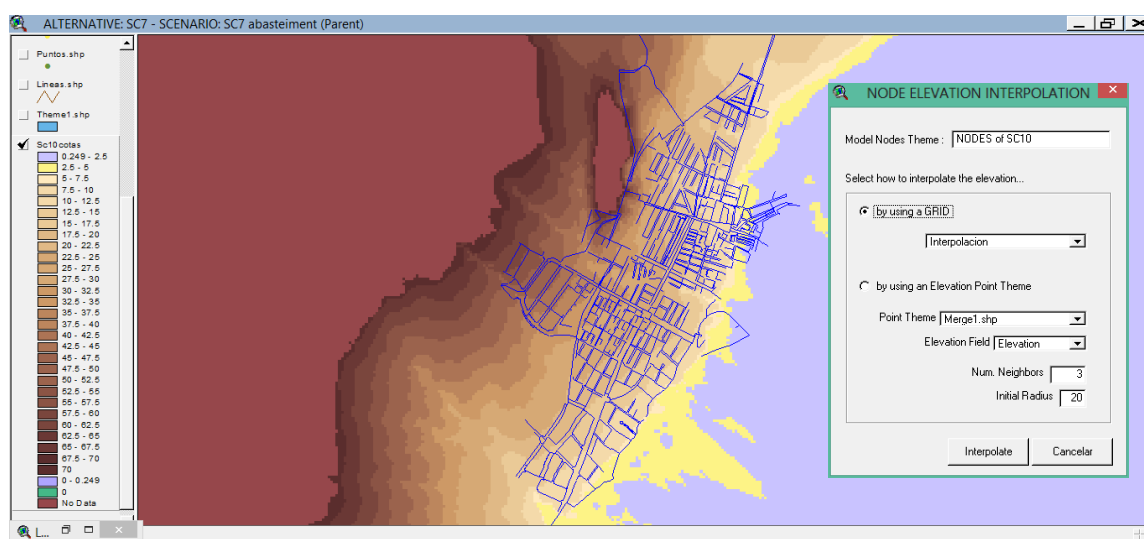 ALTERNATIVE: SC7 - SCENARIO: SC7 abasteiment (Parent)
Puntos.shp
Lineas.shp
Theme1.shp
Sc10cotas
0.249 - 2.5
2.5 - 5
5 - 7.5
7.5 - 10
10 - 12.5
12.5 - 15
15 - 17.5
17.5 - 20
20 - 22.5
22.5 - 25
25 - 27.5
27.5 - 30
30 - 32.5
32.5 - 35
35 - 37.5
37.5 - 40
40 - 42.5
42.5 - 45
45 - 47.5
47.5 - 50
50 - 52.5
52.5 - 55
55 - 57.5
57.5 - 60
60 - 62.5
62.5 - 65
65 - 67.5
67.5 - 70
70
0 - 0.249
0
No Data
L...
NODE ELEVATION INTERPOLATION
Model Nodes Theme : NODES of SC10
Select how to interpolate the elevation...
by using a GRID
Interpolacion
by using an Elevation Point Theme
Point Theme Merge1.shp
Elevation Field Elevation
Num. Neighbors 3
Initial Radius 20
Interpolate Cancelar